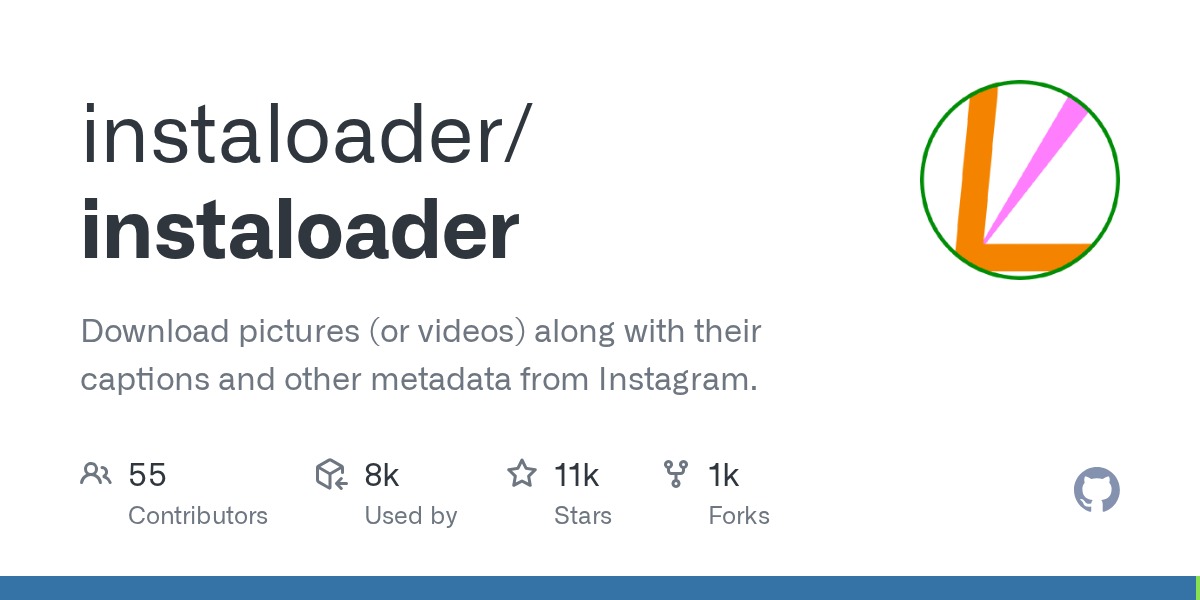 instaloader/
instaloader
Download pictures (or videos) along with their
captions and other metadata from Instagram.
55 8k 11k 1k
Contributors Used by Stars Forks